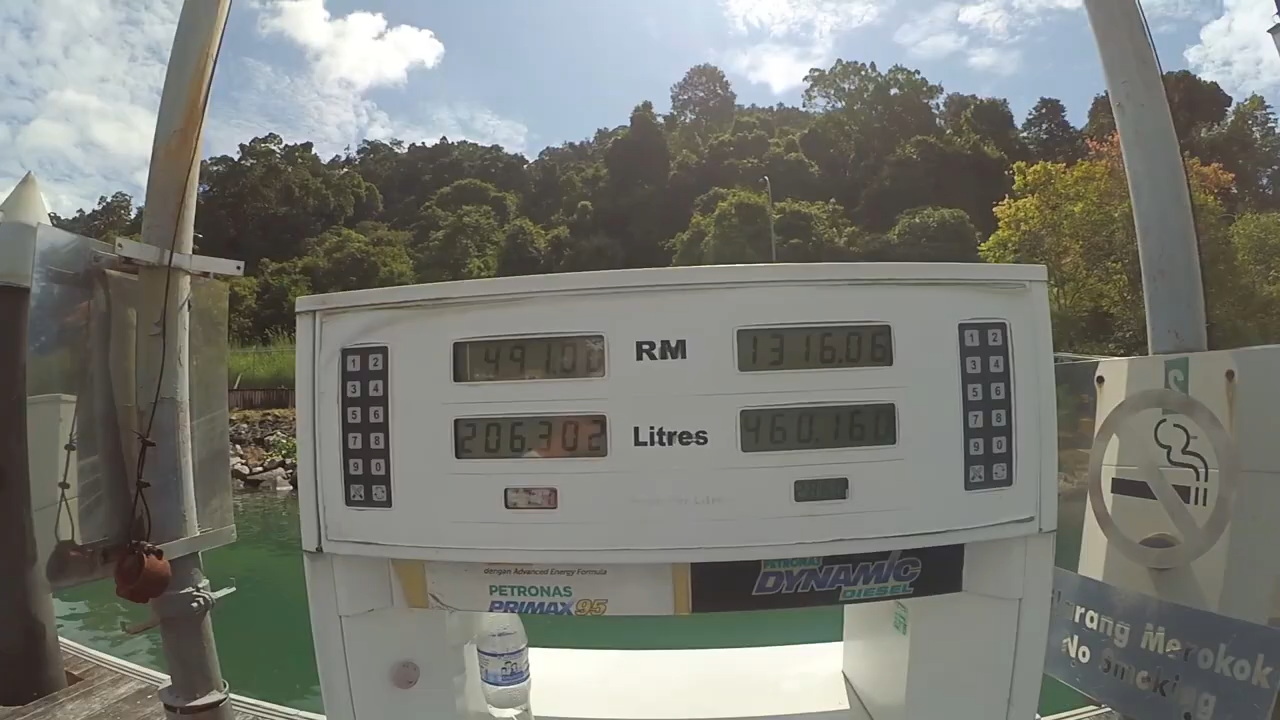 491.00
RM
1316.06
206.302
Litres
460.160
1 2
3 4
5 6
7 8
9 0
1 2
3 4
5 6
7 8
9 0
dengan Advanced Energy Formula
PETRONAS
PRIMAX 95
PETRONAS
DYNAMIC
DIESEL
2
rang Merokok
No Smoking